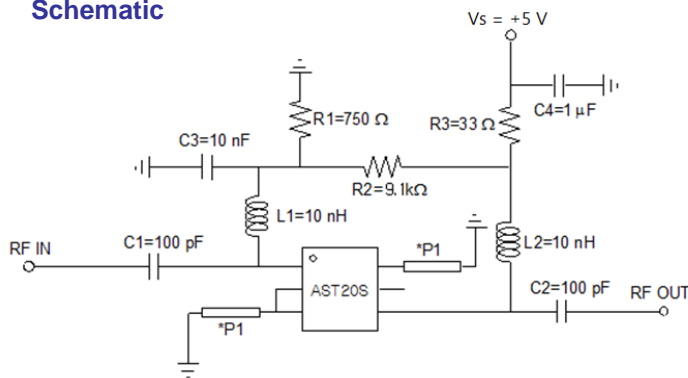 Schematic
Vs = +5 V
R1=750 Ω
R3=33 Ω
C4=1 μF
C3=10 nF
R2=9.1kΩ
L1=10 nH
RF IN
C1=100 pF
*P1
L2=10 nH
AST20S
C2=100 pF
RF OUT
*P1